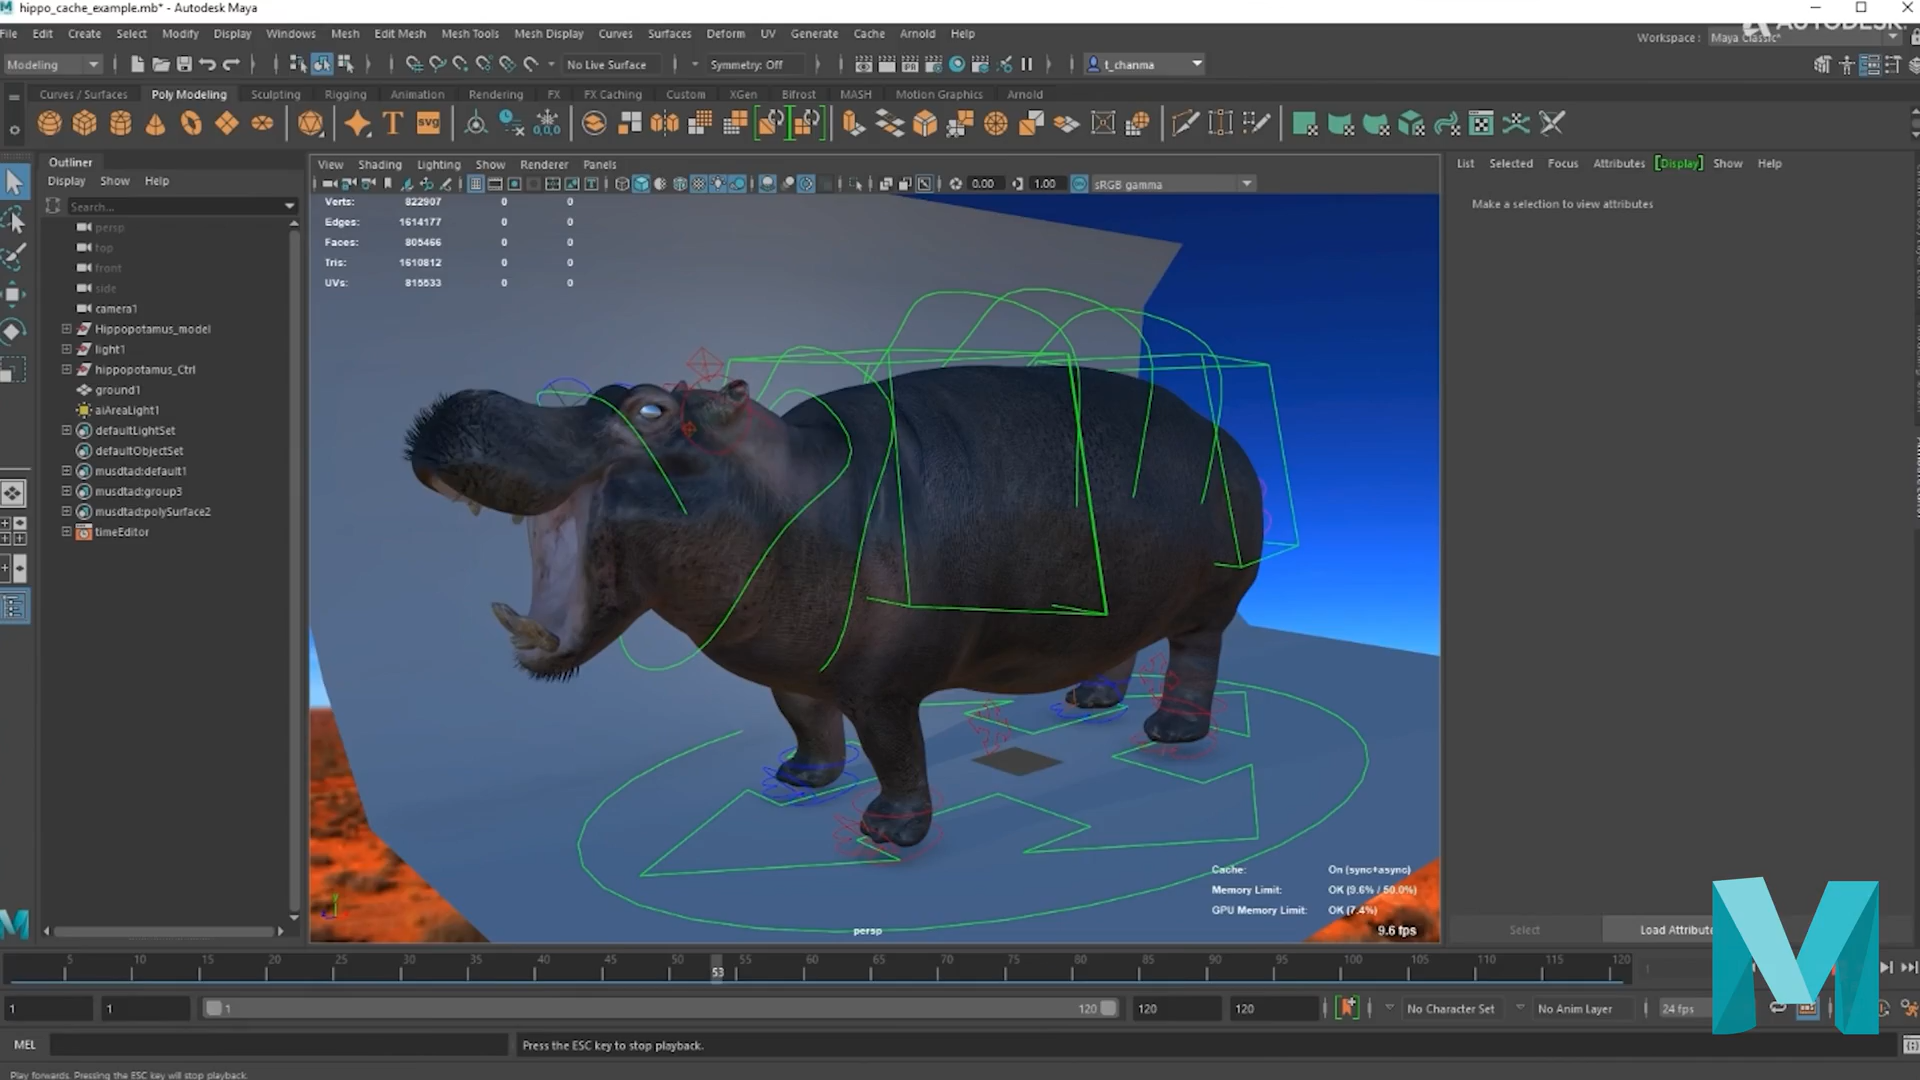 hippo_cache_example.mb* - Autodesk Maya
AUTODESK.
File Edit Create Select Modify Display Windows Mesh Edit Mesh Mesh Tools Mesh Display Curves Surfaces Deform UV Generate Cache Arnold Help
Workspace: Maya Classic*
Modeling
No Live Surface
Symmetry: Off
t_chanma
Curves / Surfaces Poly Modeling Sculpting Rigging Animation Rendering FX FX Caching Custom XGen Bifrost MASH Motion Graphics Arnold
T SVG 0,0,0
Outliner
Display Show Help
Search...
persp
top
front
side
camera1
Hippopotamus_model
light1
hippopotamus_Ctrl
ground1
aiAreaLight1
defaultLightSet
defaultObjectSet
musdtad:default1
musdtad:group3
musdtad:polySurface2
timeEditor
View Shading Lighting Show Renderer Panels
0.00 1.00 sRGB gamma
Verts: 822907 0 0
Edges: 1614177 0 0
Faces: 805466 0 0
Tris: 1610812 0 0
UVs: 815533 0 0
Cache: On (sync+async)
Memory Limit: OK (9.6% / 50.0%)
GPU Memory Limit: OK (7.4%)
persp
9.6 fps
List Selected Focus Attributes [Display] Show Help
Make a selection to view attributes
Select
Load Attribute
5 10 15 20 25 30 35 40 45 50 53 55 60 65 70 75 80 85 90 95 100 105 110 115 120
1
1 1 1 120 120 120 No Character Set No Anim Layer 24 fps
MEL
Press the ESC key to stop playback.
Play forwards. Pressing the ESC key will stop playback.
M